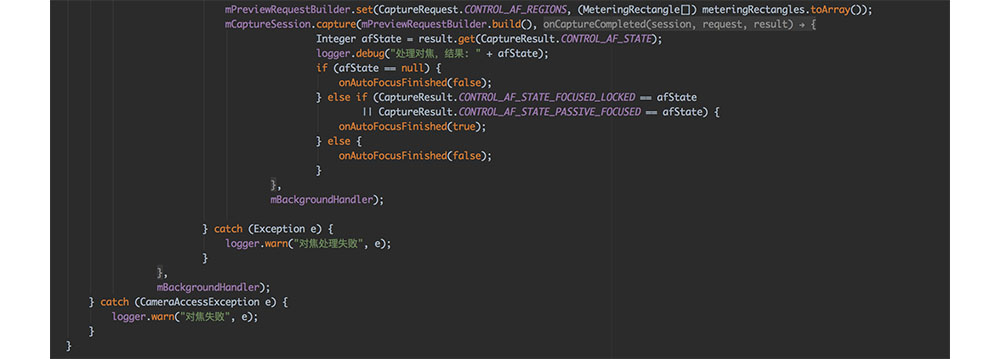 mPreviewRequestBuilder.set(CaptureRequest.CONTROL_AF_REGIONS, (MeteringRectangle[]) meteringRectangles.toArray());
mCaptureSession.capture(mPreviewRequestBuilder.build(), onCaptureCompleted(session, request, result) → {
Integer afState = result.get(CaptureResult.CONTROL_AF_STATE);
logger.debug("处理对焦，结果: " + afState);
if (afState == null) {
onAutoFocusFinished(false);
} else if (CaptureResult.CONTROL_AF_STATE_FOCUSED_LOCKED == afState
|| CaptureResult.CONTROL_AF_STATE_PASSIVE_FOCUSED == afState) {
onAutoFocusFinished(true);
} else {
onAutoFocusFinished(false);
}
},
mBackgroundHandler);
} catch (Exception e) {
logger.warn("对焦处理失败", e);
}
},
mBackgroundHandler);
} catch (CameraAccessException e) {
logger.warn("对焦失败", e);
}
}